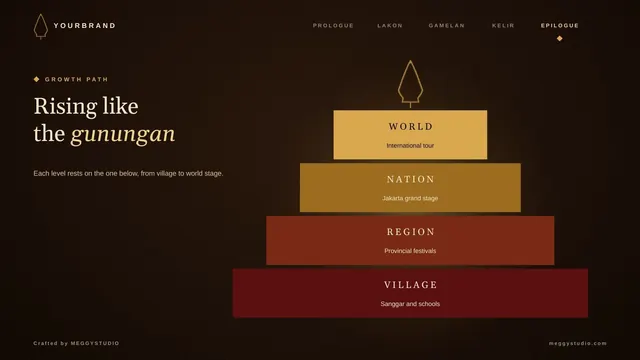 YOURBRAND
PROLOGUE LAKON GAMELAN KELIR EPILOGUE
GROWTH PATH
Rising like
the gunungan
Each level rests on the one below, from village to world stage.
WORLD
International tour
NATION
Jakarta grand stage
REGION
Provincial festivals
VILLAGE
Sanggar and schools
Crafted by MEGGYSTUDIO
meggystudio.com